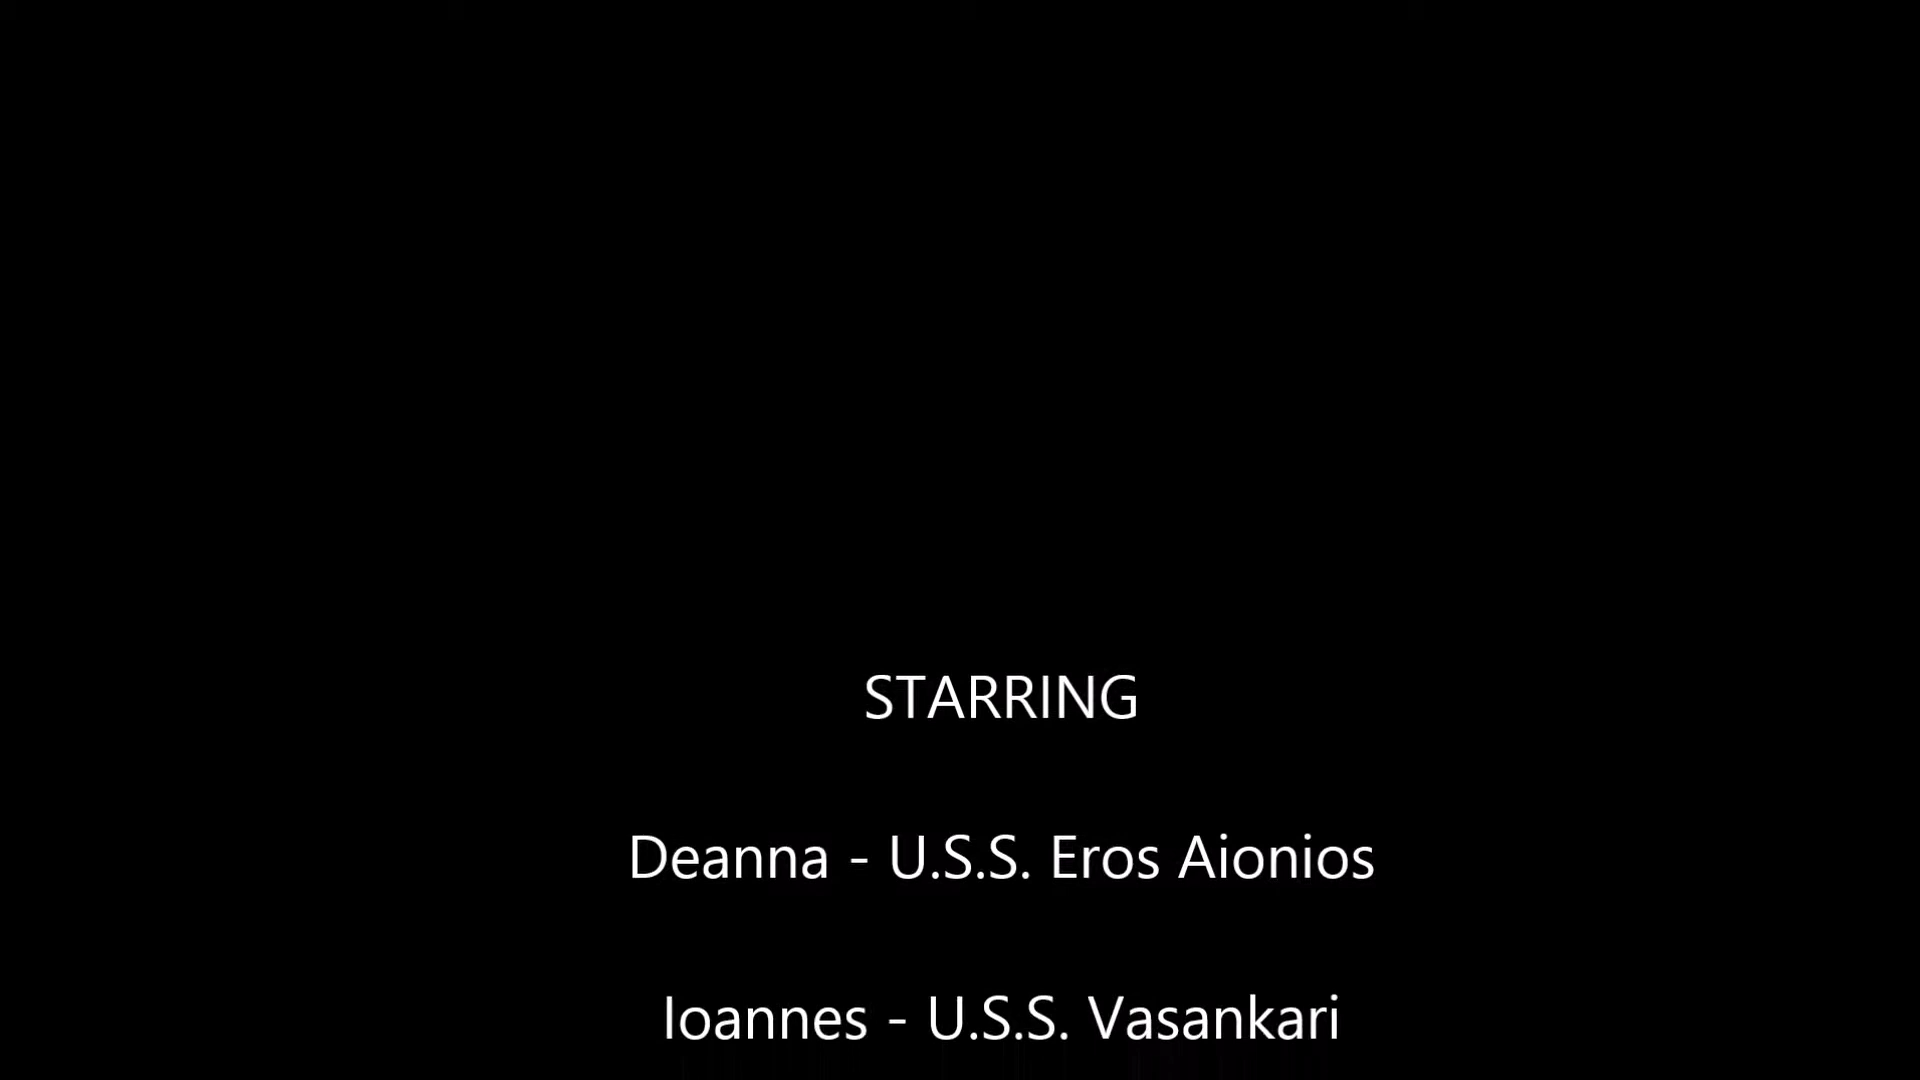 STARRING
Deanna - U.S.S. Eros Aionios
Ioannes - U.S.S. Vasankari